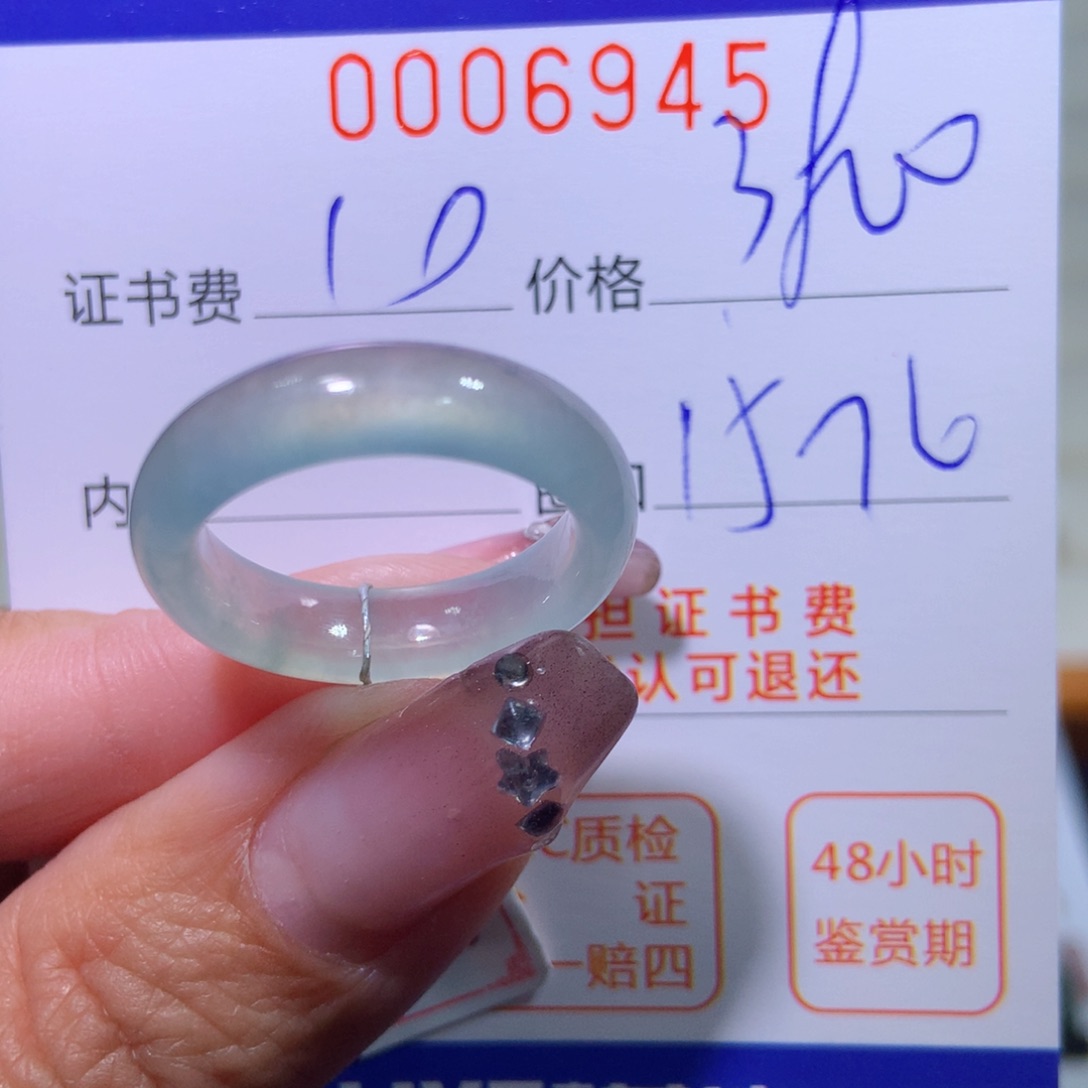 0006945
证书费 10 价格
内 1576
担证书费
认可退还
质检 48小时
证 鉴赏期
一赔四